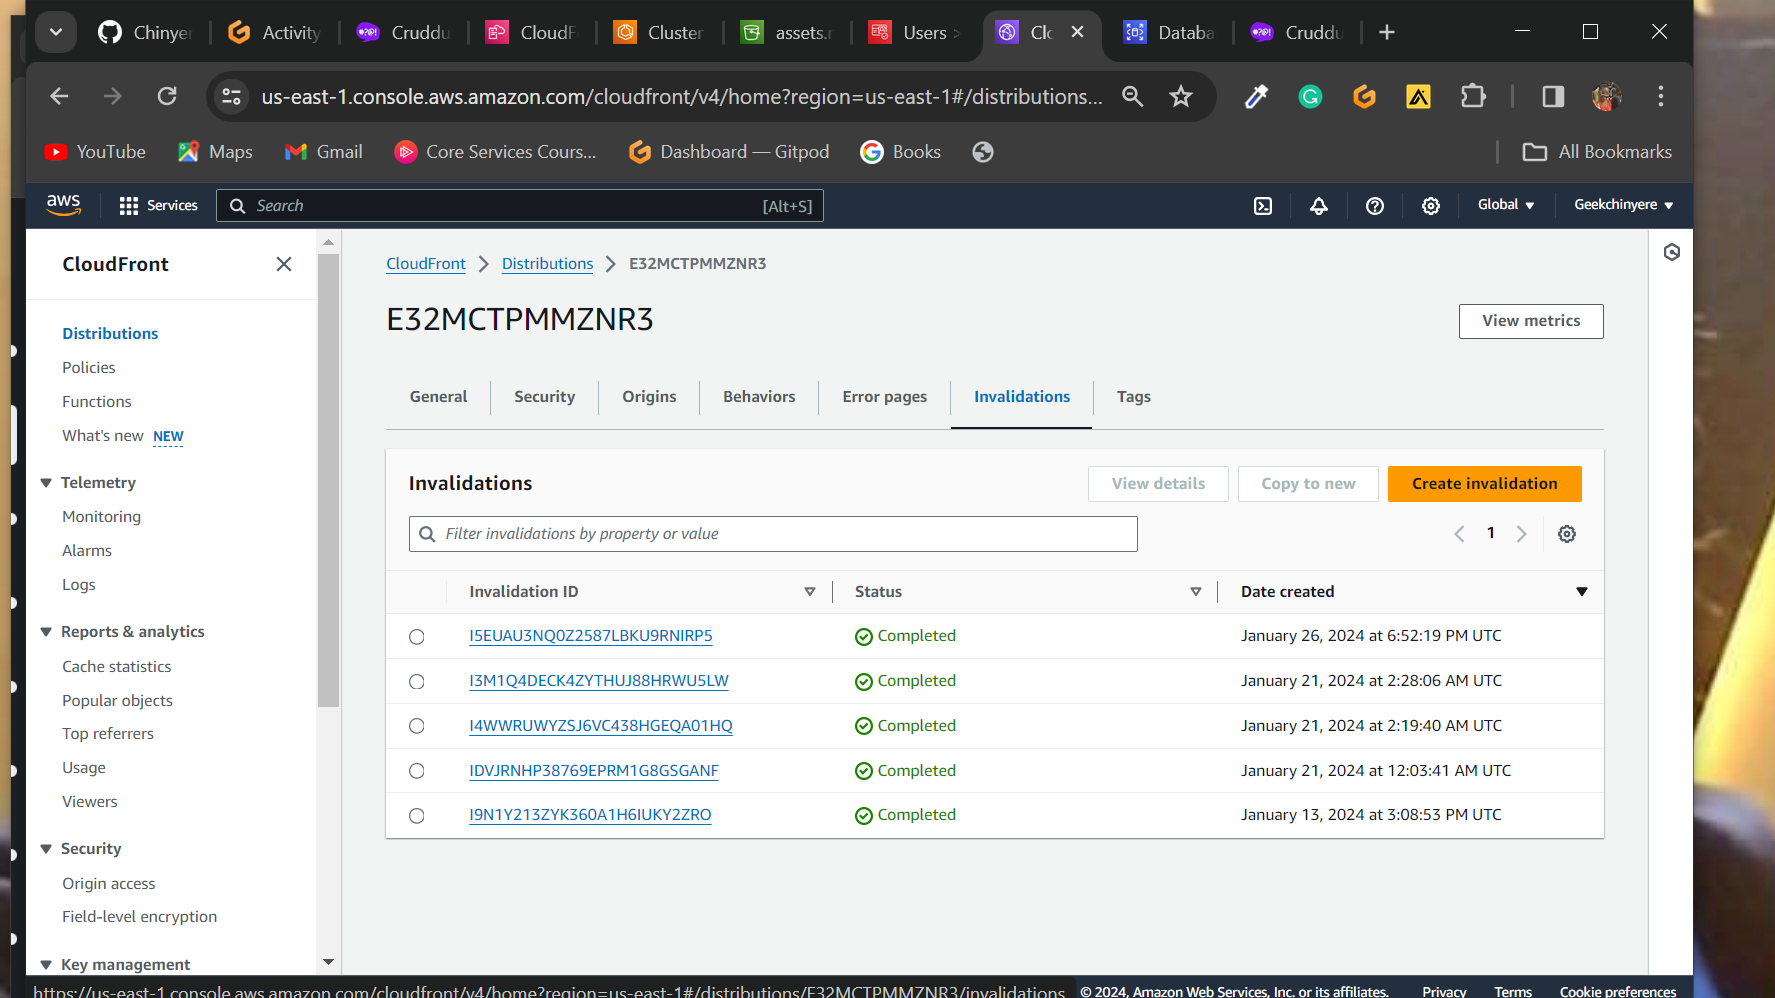 Chinyer
Activity
Cruddu
CloudF
Cluster
assets.r
Users >
Clo
Databa
Cruddu
us-east-1.console.aws.amazon.com/cloudfront/v4/home?region=us-east-1#/distributions...
YouTube
Maps
Gmail
Core Services Cours...
Dashboard — Gitpod
Books
All Bookmarks
aws
Services
Search
[Alt+S]
Global
Geekchinyere
CloudFront
Distributions
Policies
Functions
What's new NEW
Telemetry
Monitoring
Alarms
Logs
Reports & analytics
Cache statistics
Popular objects
Top referrers
Usage
Viewers
Security
Origin access
Field-level encryption
Key management
CloudFront > Distributions > E32MCTPMMZNR3
E32MCTPMMZNR3
View metrics
General
Security
Origins
Behaviors
Error pages
Invalidations
Tags
Invalidations
View details
Copy to new
Create invalidation
Filter invalidations by property or value
1
Invalidation ID Status Date created
I5EUAU3NQ0Z2587LBKU9RNIRP5 Completed January 26, 2024 at 6:52:19 PM UTC
I3M1Q4DECK4ZYTHUJ88HRWU5LW Completed January 21, 2024 at 2:28:06 AM UTC
I4WWRUWYZSJ6VC438HGEQA01HQ Completed January 21, 2024 at 2:19:40 AM UTC
IDVJRNHP38769EPRM1G8GSGANF Completed January 21, 2024 at 12:03:41 AM UTC
I9N1Y213ZYK360A1H6IUKY2ZRO Completed January 13, 2024 at 3:08:53 PM UTC
https://us-east-1.console.aws.amazon.com/cloudfront/v4/home?region=us-east-1#/distributions/E32MCTPMMZNR3/invalidations
© 2024, Amazon Web Services, Inc. or its affiliates.
Privacy
Terms
Cookie preferences